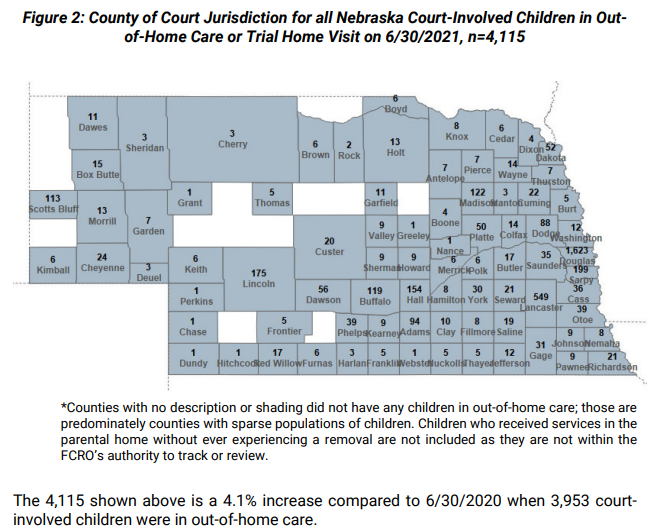 Figure 2: County of Court Jurisdiction for all Nebraska Court-Involved Children in Out-
of-Home Care or Trial Home Visit on 6/30/2021, n=4,115
6
Boyd
11
Dawes
3
Sheridan
3
Cherry
6
Brown
2
Rock
13
Holt
8
Knox
6
Cedar
4
Dixon
52
Dakota
15
Box Butte
7
Antelope
7
Pierce
14
Wayne
7
Thurston
113
Scotts Bluff
13
Morrill
7
Garden
1
Grant
5
Thomas
11
Garfield
122
Madison
3
Stanton
22
Cuming
5
Burt
4
Boone
9
Valley
1
Greeley
50
Platte
14
Colfax
88
Dodge
12
Washington
6
Kimball
24
Cheyenne
3
Deuel
6
Keith
175
Lincoln
20
Custer
9
Sherman
9
Howard
1
Nance
6
Merrick
6
Polk
17
Butler
35
Saunders
1,623
Douglas
199
Sarpy
1
Perkins
56
Dawson
119
Buffalo
154
Hall
8
Hamilton
30
York
21
Seward
549
Lancaster
36
Cass
39
Otoe
1
Chase
5
Frontier
39
Phelps
9
Kearney
94
Adams
10
Clay
8
Fillmore
19
Saline
31
Gage
9
Johnson
8
Nemaha
1
Dundy
1
Hitchcock
17
Red Willow
6
Furnas
3
Harlan
5
Franklin
1
Webster
5
Nuckolls
5
Thayer
12
Jefferson
9
Pawnee
21
Richardson
*Counties with no description or shading did not have any children in out-of-home care; those are
predominately counties with sparse populations of children. Children who received services in the
parental home without ever experiencing a removal are not included as they are not within the
FCRO's authority to track or review.
The 4,115 shown above is a 4.1% increase compared to 6/30/2020 when 3,953 court-
involved children were in out-of-home care.